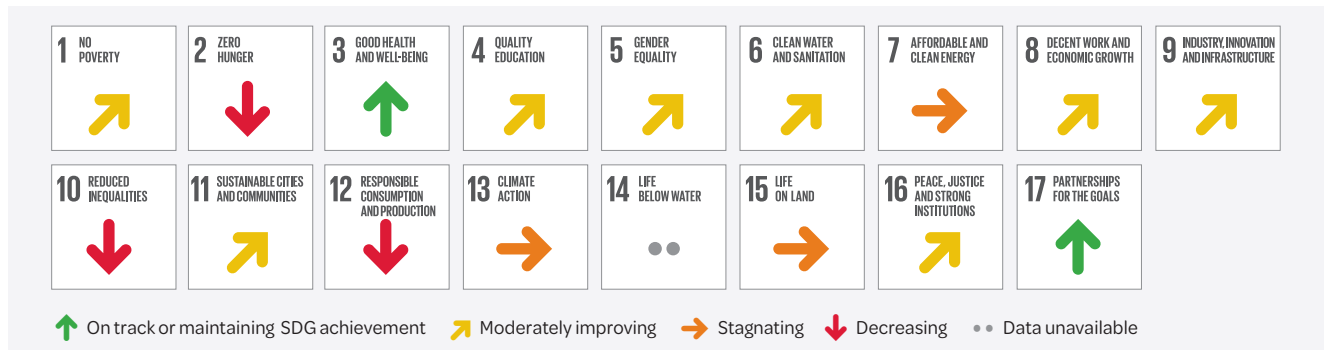 1 NO
POVERTY
2 ZERO
HUNGER
3 GOOD HEALTH
AND WELL-BEING
4 QUALITY
EDUCATION
5 GENDER
EQUALITY
6 CLEAN WATER
AND SANITATION
7 AFFORDABLE AND
CLEAN ENERGY
8 DECENT WORK AND
ECONOMIC GROWTH
9 INDUSTRY, INNOVATION
AND INFRASTRUCTURE
10 REDUCED
INEQUALITIES
11 SUSTAINABLE CITIES
AND COMMUNITIES
12 RESPONSIBLE
CONSUMPTION
AND PRODUCTION
13 CLIMATE
ACTION
14 LIFE
BELOW WATER
15 LIFE
ON LAND
16 PEACE, JUSTICE
AND STRONG
INSTITUTIONS
17 PARTNERSHIPS
FOR THE GOALS
On track or maintaining SDG achievement Moderately improving Stagnating Decreasing Data unavailable